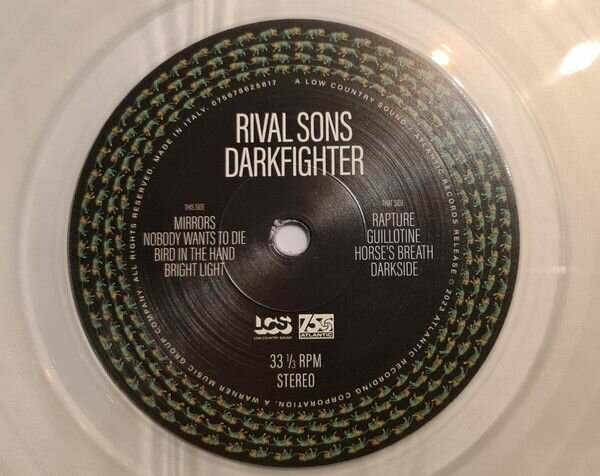 RIVAL SONS
DARKFIGHTER
THIS SIDE
MIRRORS
NOBODY WANTS TO DIE
BIRD IN THE HAND
BRIGHT LIGHT
THAT SIDE
RAPTURE
GUILLOTINE
HORSE'S BREATH
DARKSIDE
LCS
LOW COUNTRY SOUND
75
ATLANTIC
33 1/3 RPM
STEREO
A LOW COUNTRY SOUND / ATLANTIC RECORDS RELEASE ℗ 2023 ATLANTIC RECORDING CORPORATION. A WARNER MUSIC GROUP COMPANY. ALL RIGHTS RESERVED. MADE IN ITALY. 075678625817